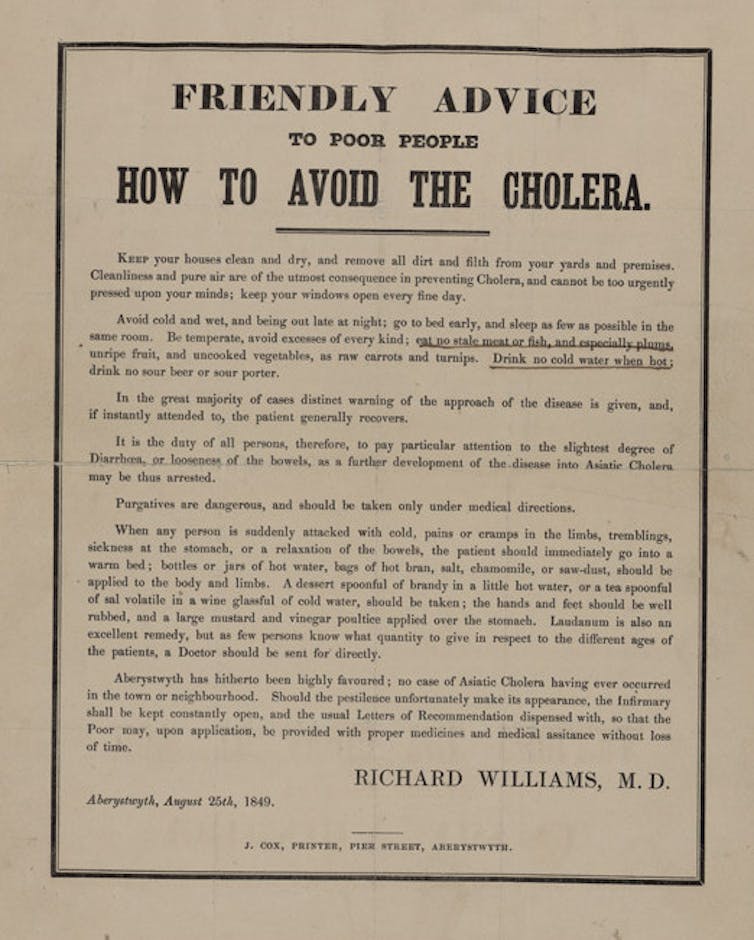 FRIENDLY ADVICE
TO POOR PEOPLE
HOW TO AVOID THE CHOLERA.
KEEP your houses clean and dry, and remove all dirt and filth from your yards and premises.
Cleanliness and pure air are of the utmost consequence in preventing Cholera, and cannot be too urgently
pressed upon your minds; keep your windows open every fine day.
Avoid cold and wet, and being out late at night; go to bed early, and sleep as few as possible in the
same room. Be temperate, avoid excesses of every kind; eat no stale meat or fish, and especially plums,
unripe fruit, and uncooked vegetables, as raw carrots and turnips. Drink no cold water when hot;
drink no sour beer or sour porter.
In the great majority of cases distinct warning of the approach of the disease is given, and,
if instantly attended to, the patient generally recovers.
It is the duty of all persons, therefore, to pay particular attention to the slightest degree of
Diarrhœa, or looseness of the bowels, as a further development of the disease into Asiatic Cholera
may be thus arrested.
Purgatives are dangerous, and should be taken only under medical directions.
When any person is suddenly attacked with cold, pains or cramps in the limbs, tremblings,
sickness at the stomach, or a relaxation of the bowels, the patient should immediately go into a
warm bed; bottles or jars of hot water, bags of hot bran, salt, chamomile, or saw-dust, should be
applied to the body and limbs. A dessert spoonful of brandy in a little hot water, or a tea spoonful
of sal volatile in a wine glassful of cold water, should be taken; the hands and feet should be well
rubbed, and a large mustard and vinegar poultice applied over the stomach. Laudanum is also an
excellent remedy, but as few persons know what quantity to give in respect to the different ages of
the patients, a Doctor should be sent for directly.
Aberystwyth has hitherto been highly favoured; no case of Asiatic Cholera having ever occurred
in the town or neighbourhood. Should the pestilence unfortunately make its appearance, the Infirmary
shall be kept constantly open, and the usual Letters of Recommendation dispensed with, so that the
Poor may, upon application, be provided with proper medicines and medical assitance without loss
of time.
RICHARD WILLIAMS, M. D.
Aberystwyth, August 25th, 1849.
J. COX, PRINTER, PIER STREET, ABERYSTWYTH.